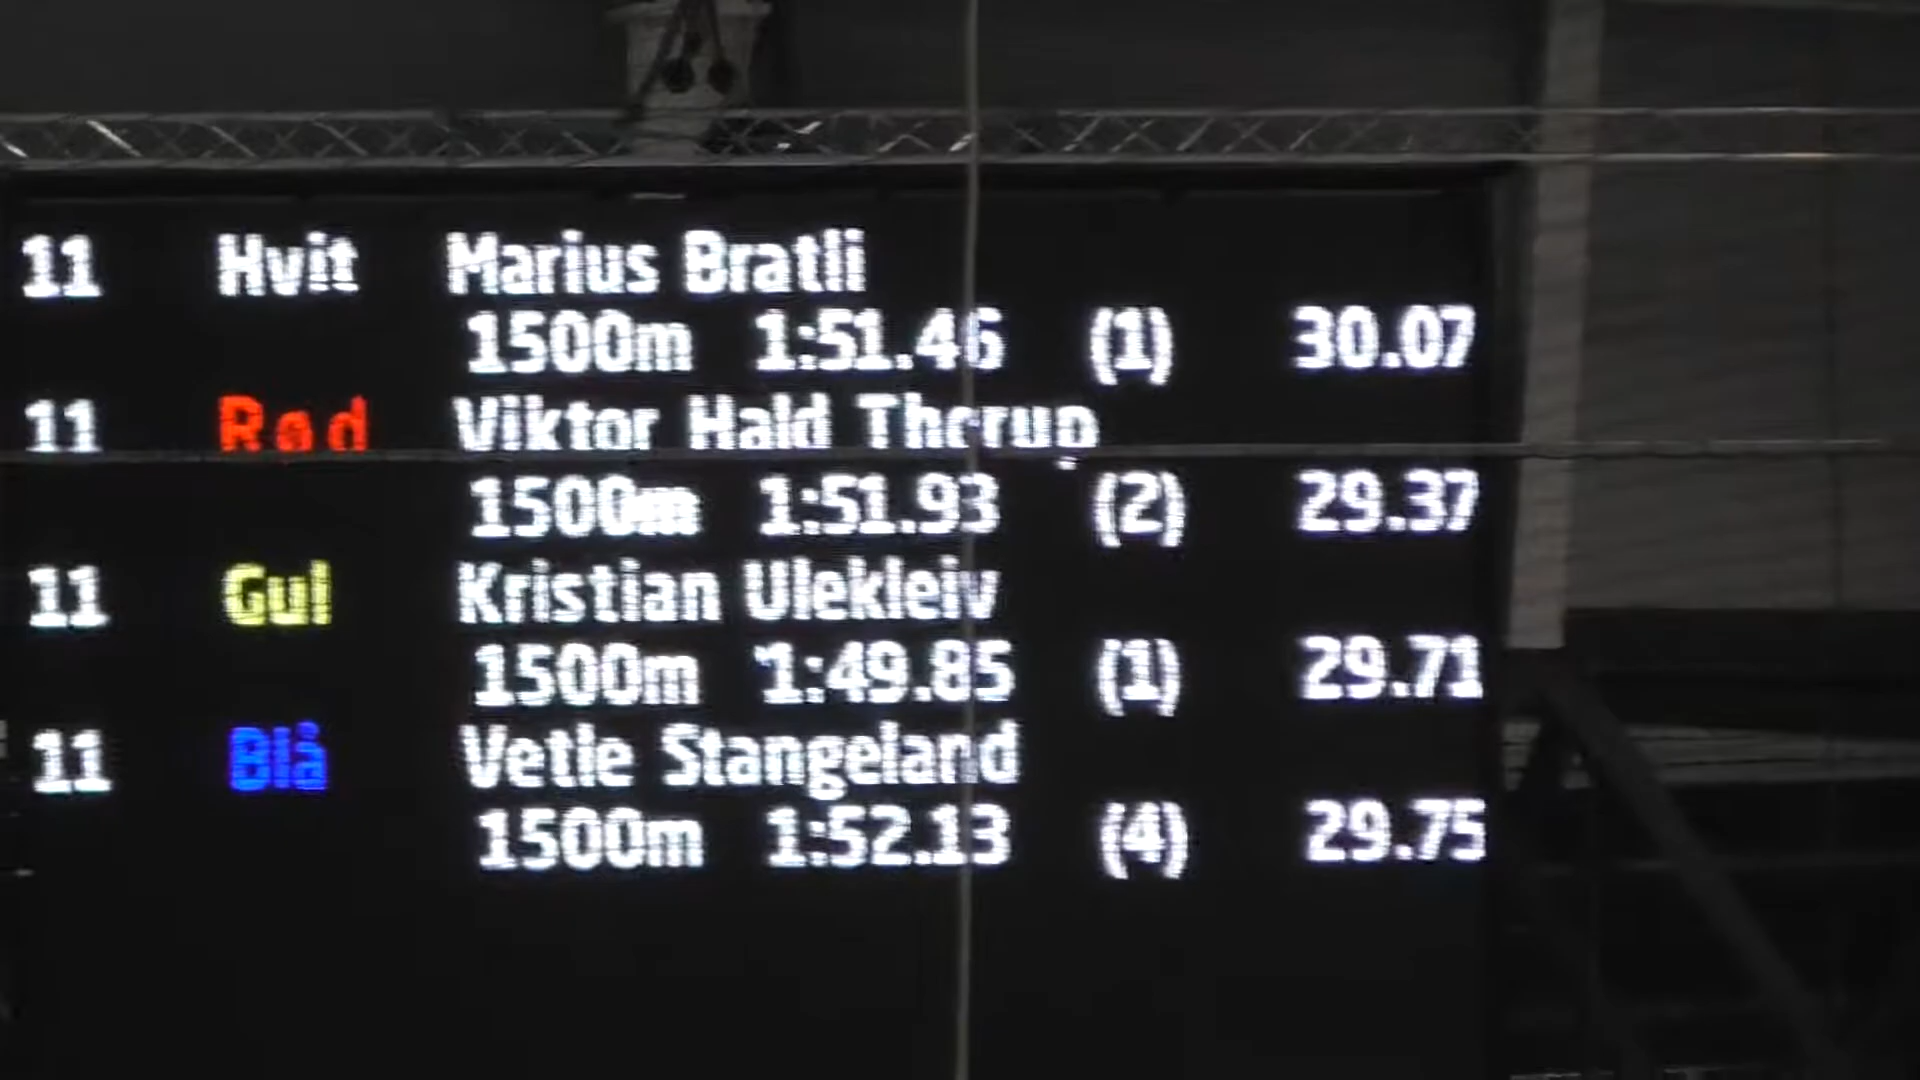 11 Hvit Marius Bratli
1500m 1:51.46 (1) 30.07
11 Rød Viktor Hald Thorup
1500m 1:51.93 (2) 29.37
11 Gul Kristian Ulekleiv
1500m 1:49.85 (1) 29.71
11 Blå Vetle Stangeland
1500m 1:52.13 (4) 29.75